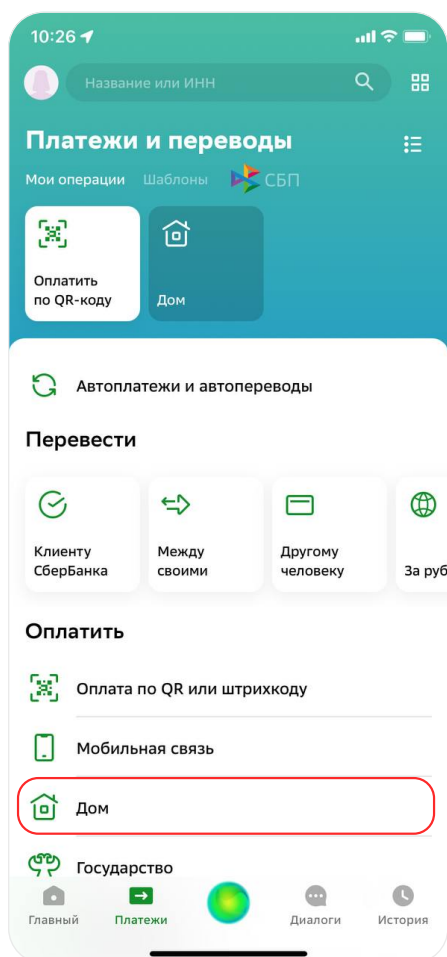 10:26
Название или ИНН
Платежи и переводы
Мои операции Шаблоны СБП
Оплатить
по QR-коду
Дом
Автоплатежи и автопереводы
Перевести
Клиенту
СберБанка
Между
своими
Другому
человеку
За руб
Оплатить
Оплата по QR или штрихкоду
Мобильная связь
Дом
Государство
Главный Платежи Диалоги История